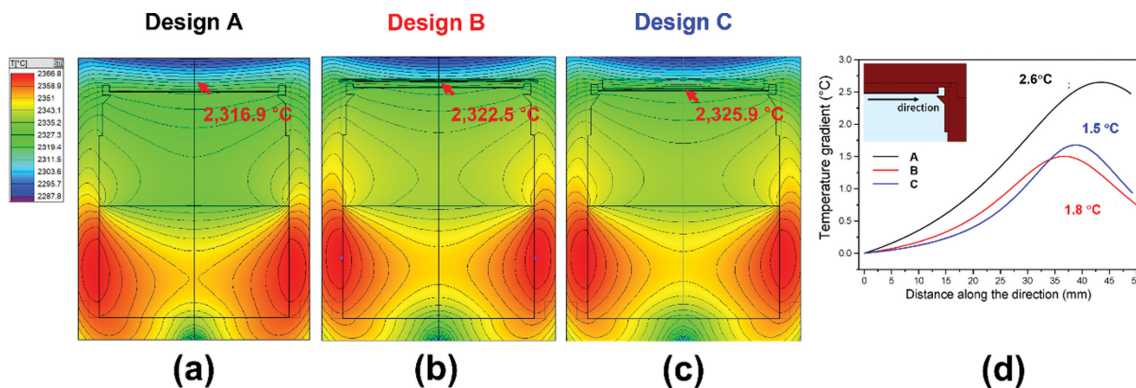 Design A
Design B
Design C
T[°C]
2366.8
2358.9
2351.0
2343.1
2335.2
2327.3
2319.4
2311.5
2303.6
2295.7
2287.8
2,316.9 °C
2,322.5 °C
2,325.9 °C
(a)
(b)
(c)
Temperature gradient (°C)
3.0
2.5
2.0
1.5
1.0
0.5
0.0
2.6°C
direction
1.5 °C
A
B
C
1.8 °C
0 5 10 15 20 25 30 35 40 45
Distance along the direction (mm)
(d)